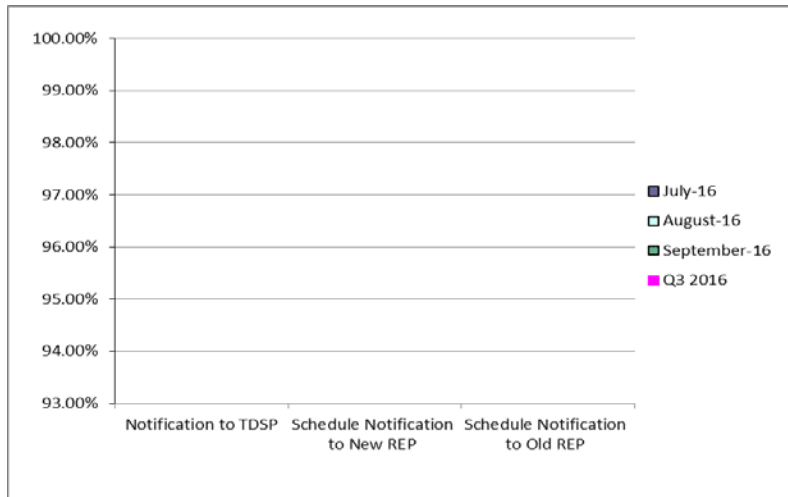 100.00%
99.00%
98.00%
97.00%
96.00%
95.00%
94.00%
93.00%
Notification to TDSP
Schedule Notification
to New REP
Schedule Notification
to Old REP
July-16
August-16
September-16
Q3 2016